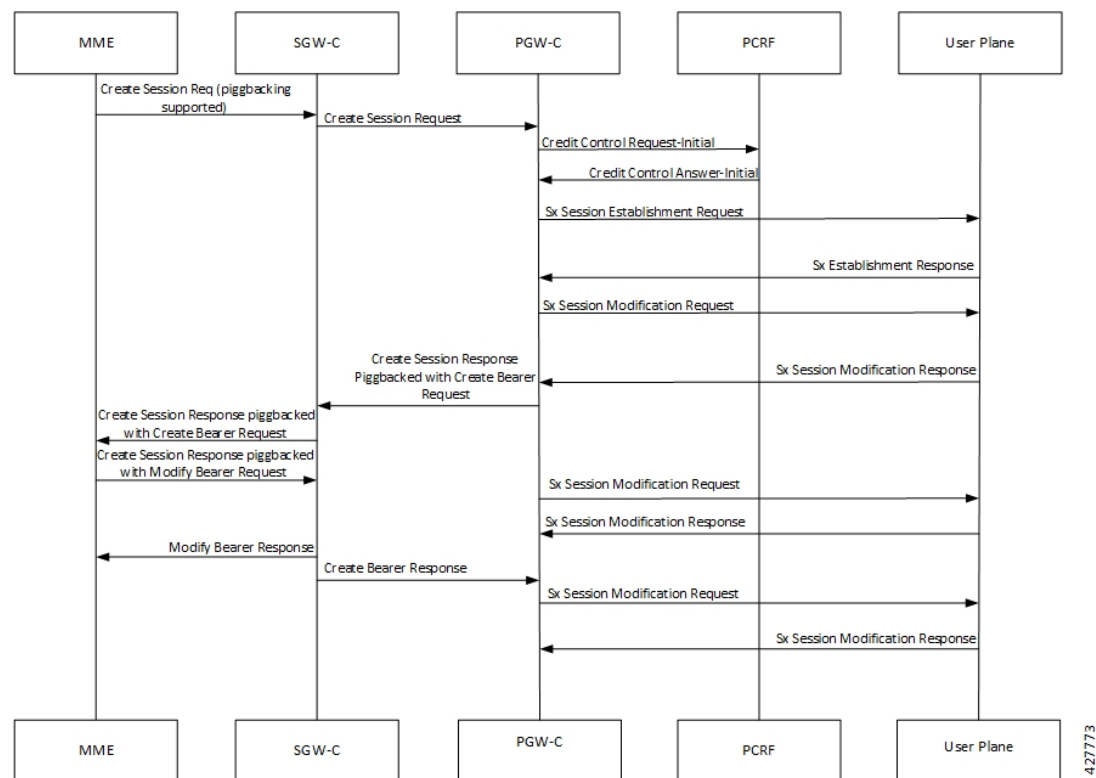 MME
SGW-C
PGW-C
PCRF
User Plane
Create Session Req (piggbacking
supported)
Create Session Request
Credit Control Request-Initial
Credit Control Answer-Initial
Sx Session Establishment Request
Sx Establishment Response
Sx Session Modification Request
Sx Session Modification Response
Create Session Response
Piggbacked with Create Bearer
Request
Create Session Response piggbacked
with Create Bearer Request
Create Session Response piggbacked
with Modify Bearer Request
Sx Session Modification Request
Sx Session Modification Response
Modify Bearer Response
Create Bearer Response
Sx Session Modification Request
Sx Session Modification Response
MME
SGW-C
PGW-C
PCRF
User Plane
427773